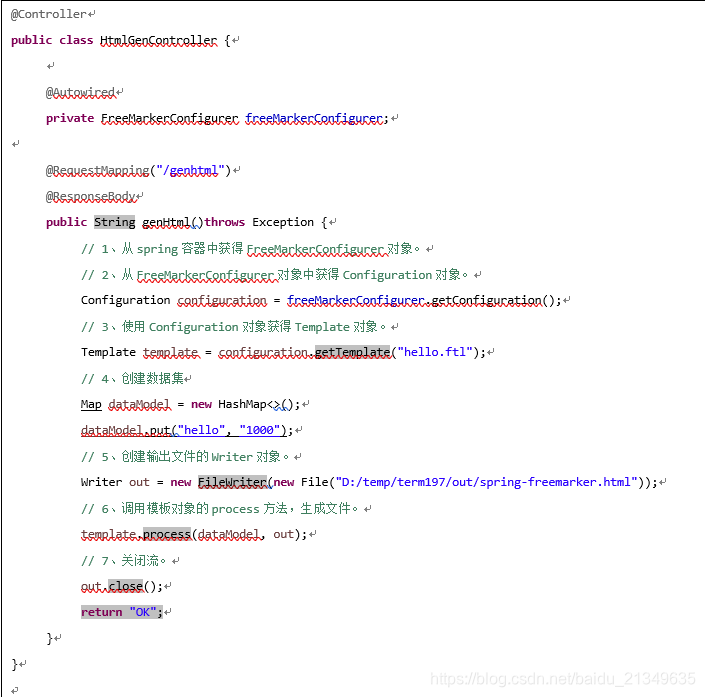 @Controller
public class HtmlGenController {
@Autowired
private FreeMarkerConfigurer freeMarkerConfigurer;
@RequestMapping("/genhtml")
@ResponseBody
public String genHtml()throws Exception {
// 1、从 spring 容器中获得 FreeMarkerConfigurer 对象。
// 2、从 FreeMarkerConfigurer 对象中获得 Configuration 对象。
Configuration configuration = freeMarkerConfigurer.getConfiguration();
// 3、使用 Configuration 对象获得 Template 对象。
Template template = configuration.getTemplate("hello.ftl");
// 4、创建数据集
Map dataModel = new HashMap<>();
dataModel.put("hello", "1000");
// 5、创建输出文件的 Writer 对象。
Writer out = new FileWriter(new File("D:/temp/term197/out/spring-freemarker.html"));
// 6、调用模板对象的 process 方法，生成文件。
template.process(dataModel, out);
// 7、关闭流。
out.close();
return "OK";
}
}
https://blog.csdn.net/baidu_21349635